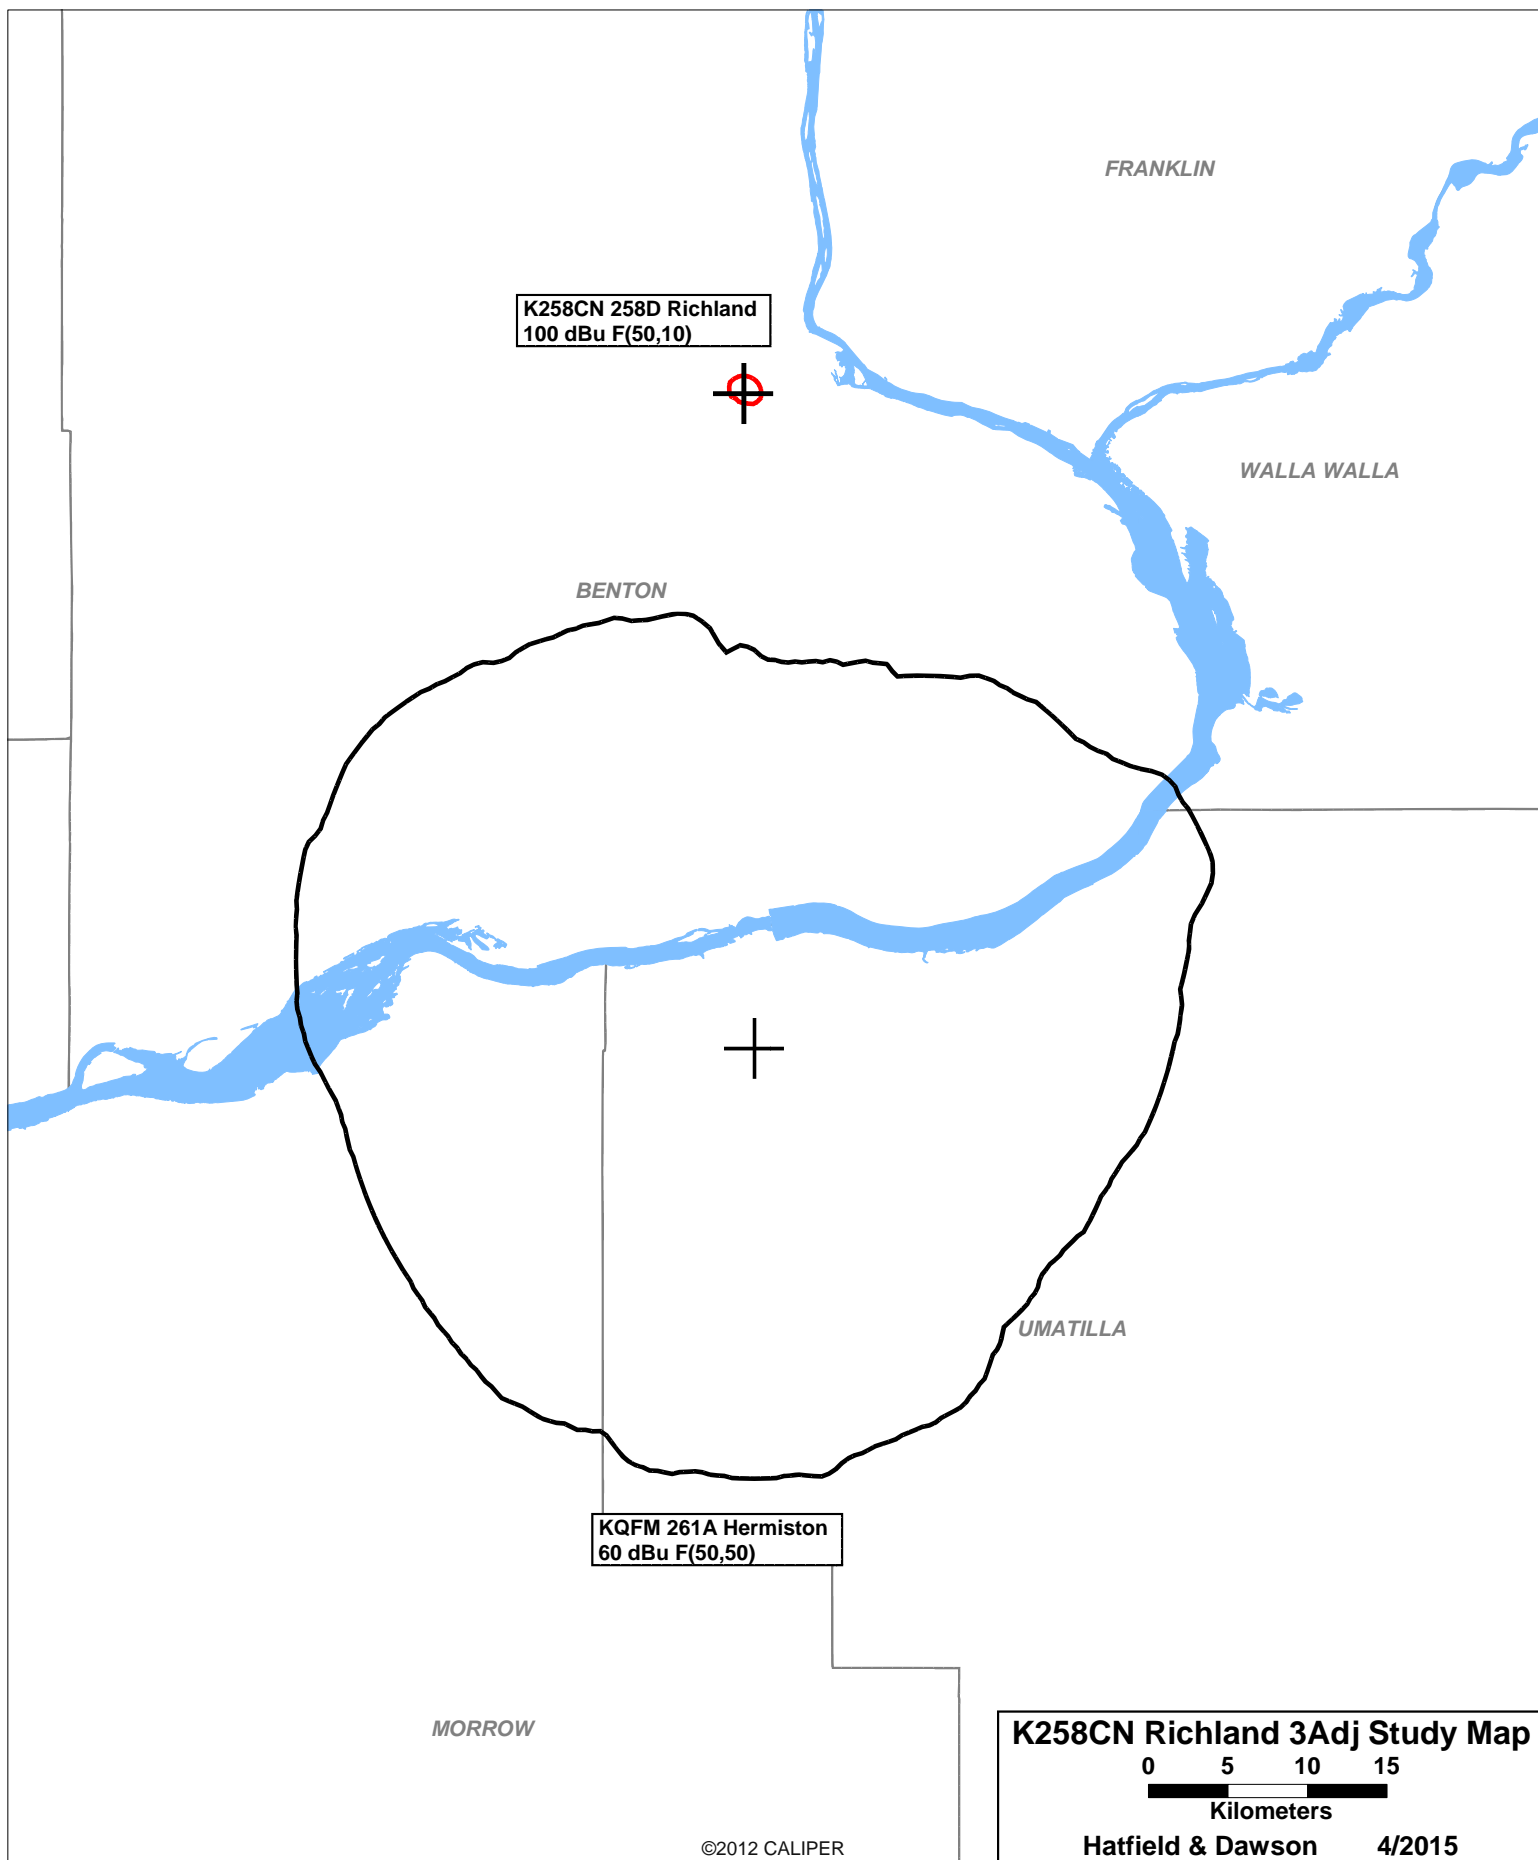 FRANKLIN
K258CN 258D Richland
100 dBu F(50,10)
WALLA WALLA
BENTON
UMATILLA
KQFM 261A Hermiston
60 dBu F(50,50)
MORROW
K258CN Richland 3Adj Study Map
0 5 10 15
Kilometers
Hatfield & Dawson 4/2015
©2012 CALIPER